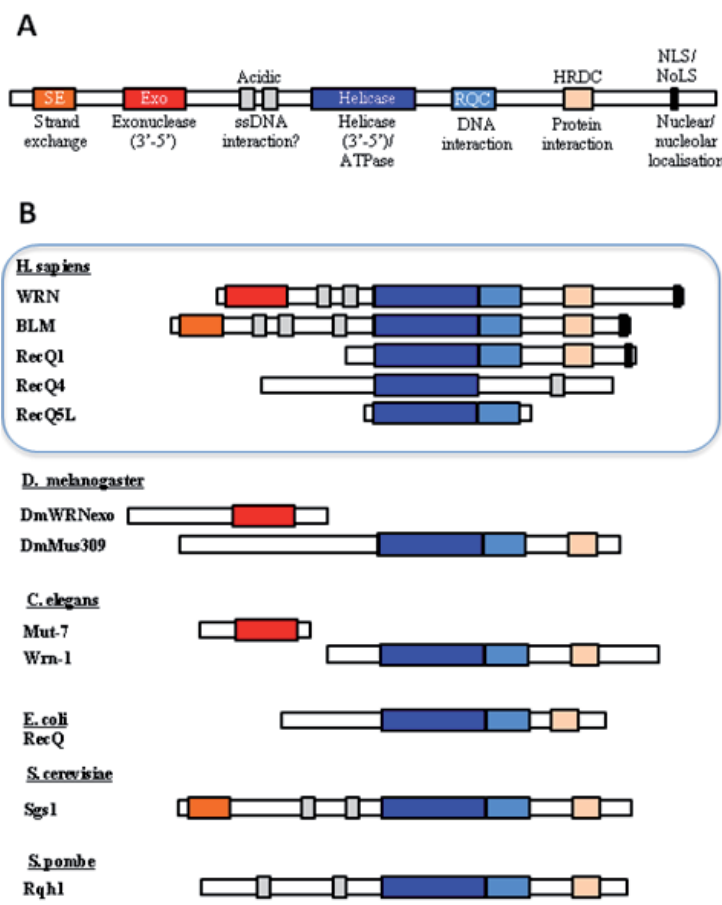 A
NLS/
Acidic HRDC NoLS
SE Exo Helicase RQC
Strand Exonuclease ssDNA Helicase DNA Protein Nuclear/
exchange (3'-5') interaction? (3'-5')/ interaction interaction nucleolar
ATPase localisation
B
H. sapiens
WRN
BLM
RecQ1
RecQ4
RecQ5L
D. melanogaster
DmWRNexo
DmMus309
C. elegans
Mut-7
Wrn-1
E. coli
RecQ
S. cerevisiae
Sgs1
S. pombe
Rqh1